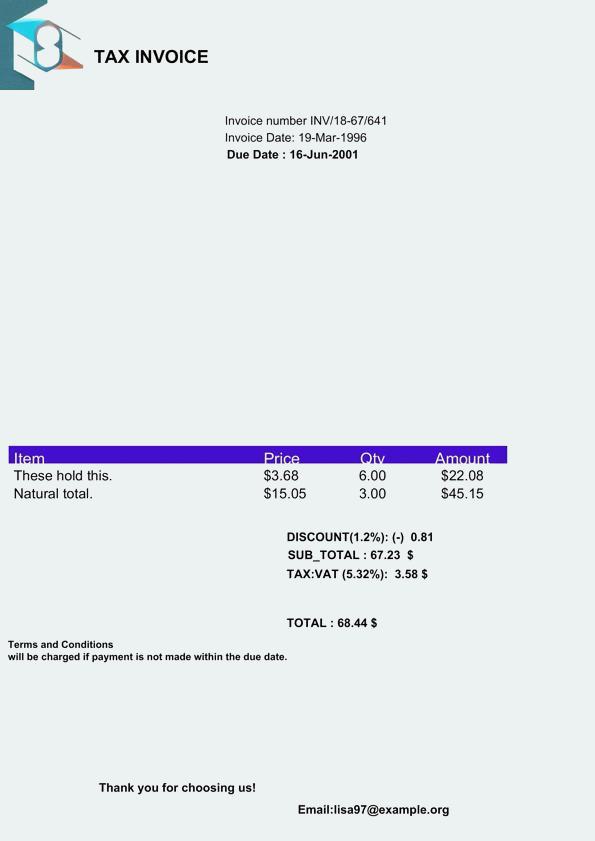 TAX INVOICE
Invoice number INV/18-67/641
Invoice Date: 19-Mar-1996
Due Date : 16-Jun-2001
Item Price Qty Amount
These hold this. $3.68 6.00 $22.08
Natural total. $15.05 3.00 $45.15
DISCOUNT(1.2%): (-) 0.81
SUB_TOTAL : 67.23 $
TAX:VAT (5.32%): 3.58 $
TOTAL : 68.44 $
Terms and Conditions
will be charged if payment is not made within the due date.
Thank you for choosing us!
Email:lisa97@example.org